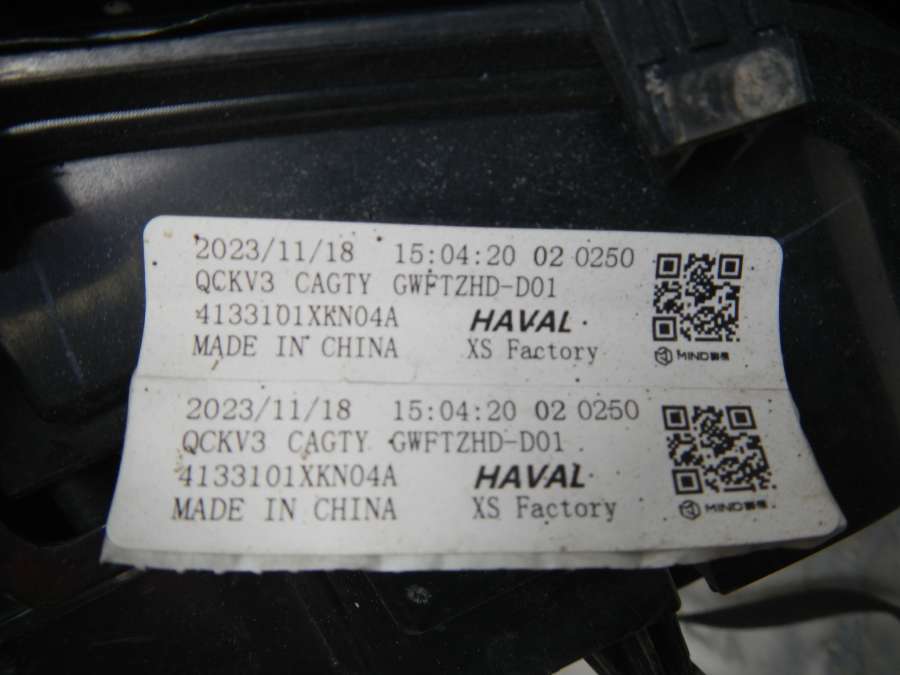 2023/11/18 15:04:20 02 0250
QCKV3 CAGTY GWFTZHD-D01
4133101XKN04A HAVAL
MADE IN CHINA XS Factory
MIND
2023/11/18 15:04:20 02 0250
QCKV3 CAGTY GWFTZHD-D01
4133101XKN04A HAVAL
MADE IN CHINA XS Factory
MIND